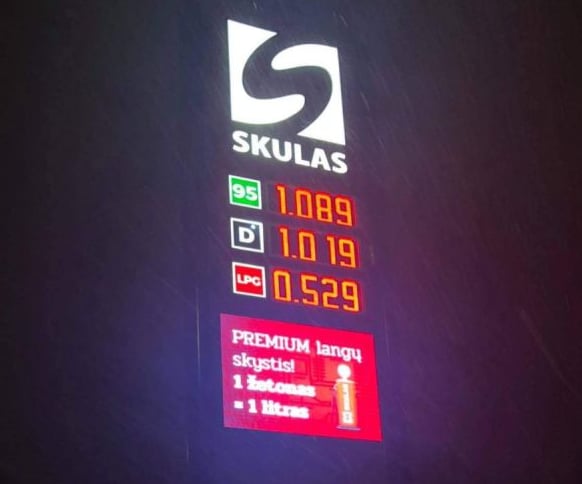 SKULAS
95 1.089
D 1.019
LPG 0.529
PREMIUM langų
skystis!
1 žetonas
= 1 litras